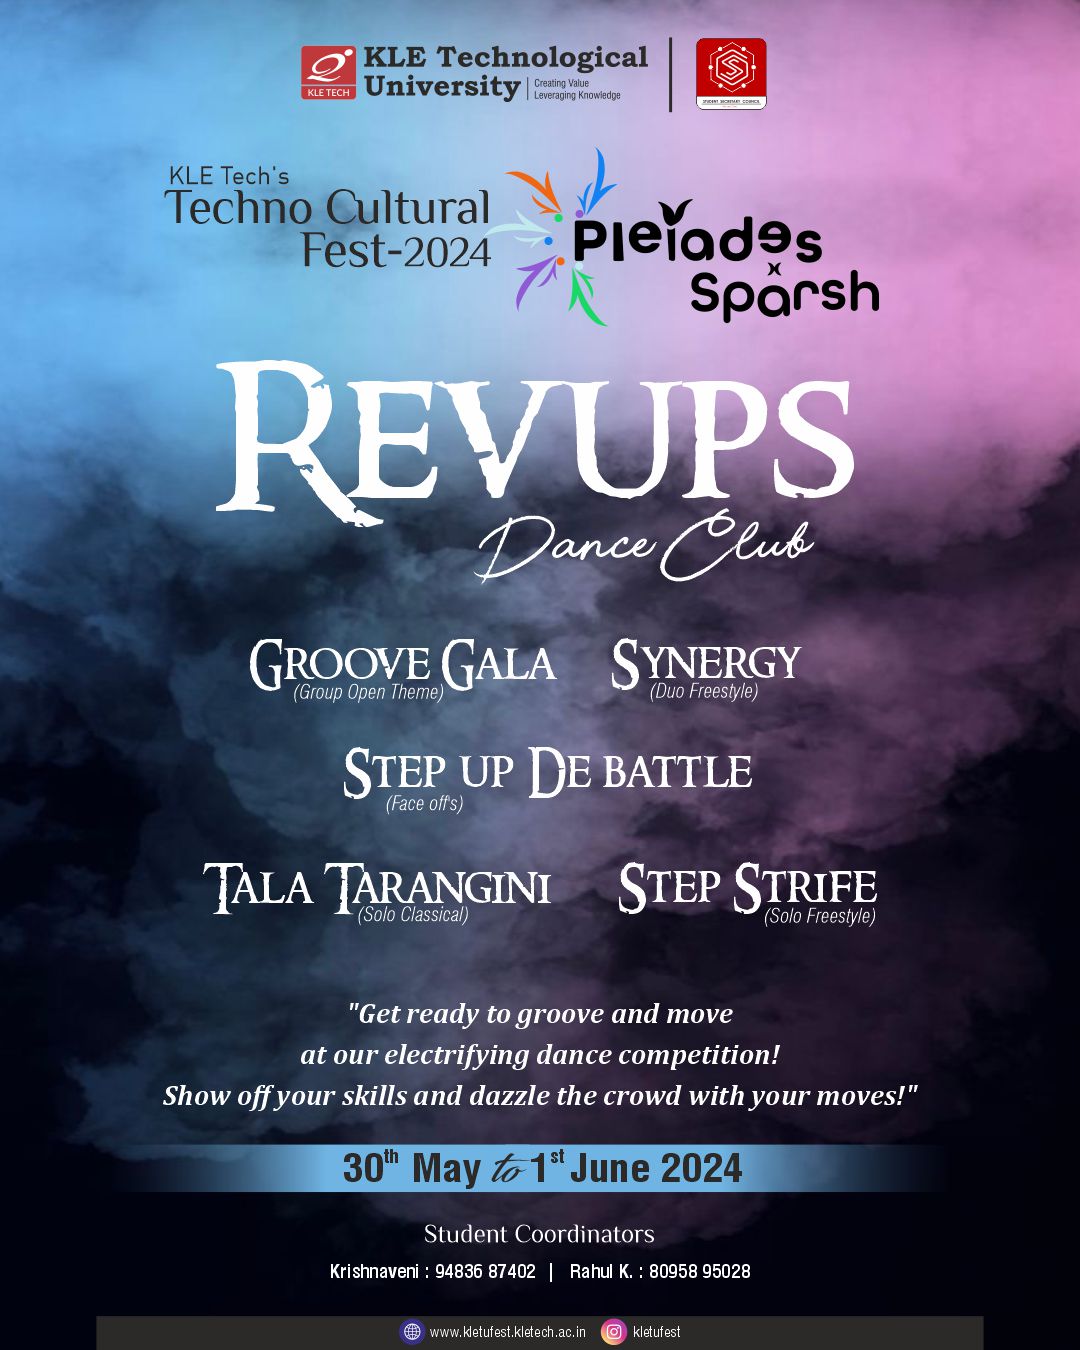 KLE Technological
University
Creating Value
Leveraging Knowledge
KLE TECH
STUDENT SECRETARY COUNCIL
KLE Tech's
Techno Cultural
Fest-2024
Pleiades
x
Sparsh
REVUPS
Dance Club
GROOVE GALA
(Group Open Theme)
SYNERGY
(Duo Freestyle)
STEP UP DE BATTLE
(Face off's)
TALA TARANGINI
(Solo Classical)
STEP STRIFE
(Solo Freestyle)
"Get ready to groove and move
at our electrifying dance competition!
Show off your skills and dazzle the crowd with your moves!"
30th May to 1st June 2024
Student Coordinators
Krishnaveni : 94836 87402 | Rahul K. : 80958 95028
www.kletufest.kletech.ac.in kletufest